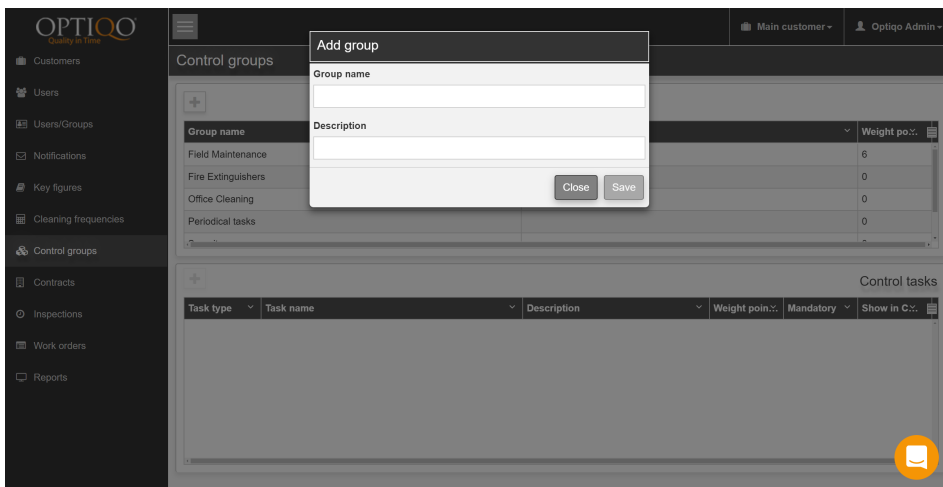 OPTIQO
Quality in Time
Main customer
Optiqo Admin
Customers
Users
Users/Groups
Notifications
Key figures
Cleaning frequencies
Control groups
Contracts
Inspections
Work orders
Reports
Control groups
Add group
Group name
Description
Close
Save
Group name
Weight po...
Field Maintenance
6
Fire Extinguishers
0
Office Cleaning
0
Periodical tasks
0
Control tasks
Task type
Task name
Description
Weight poin...
Mandatory
Show in C...